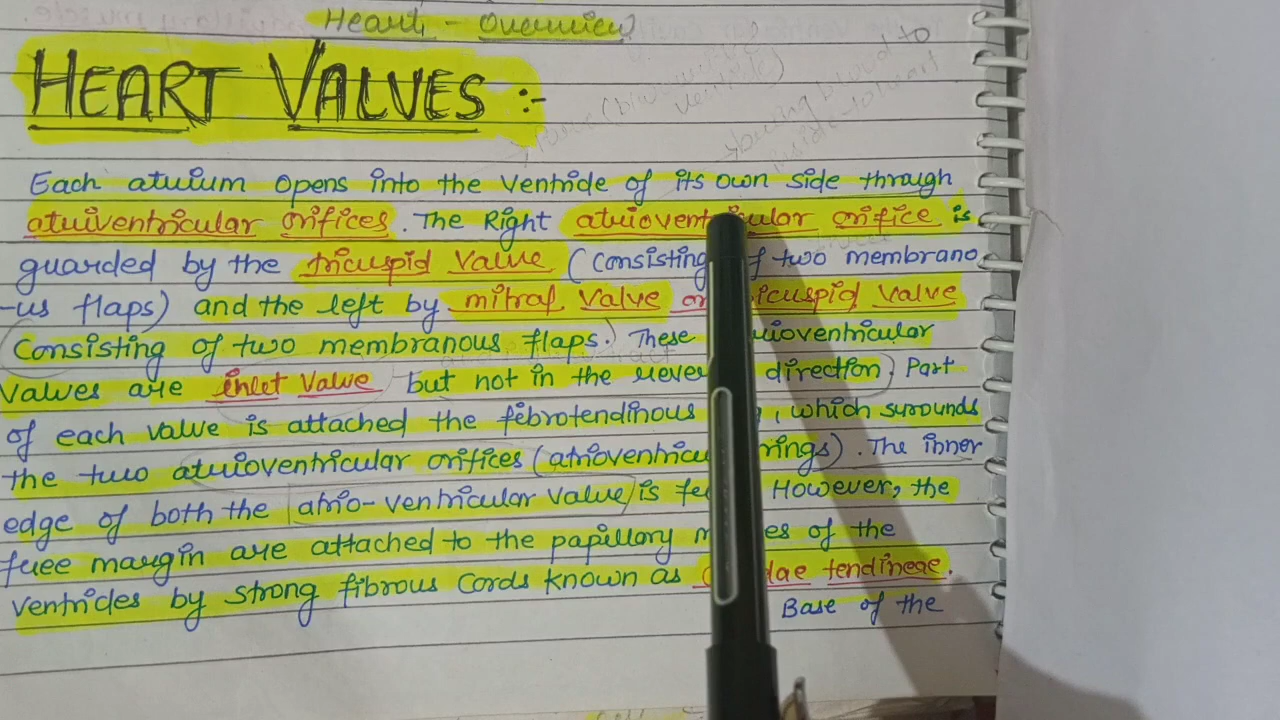 Heart - Overview
HEART VALVES :-
Each atrium opens into the ventricle of its own side through
atriventricular orifices. The Right atrioventricular orifice is
guarded by the tricuspid valve (consisting of two membrano
-us flaps) and the left by mitral valve or bicuspid valve
(Consisting of two membranous flaps.) These
valves are inlet valve but not in the reverse direction. Part
of each valve is attached the febrotendinous , which surounds
the two atrioventricular orifices (atrioventricular rings). The inner
edge of both the atrio-ventricular valve is However, the
free margin are attached to the papillory of the
ventricles by strong fibrous cords known as tendineae.
Base of the